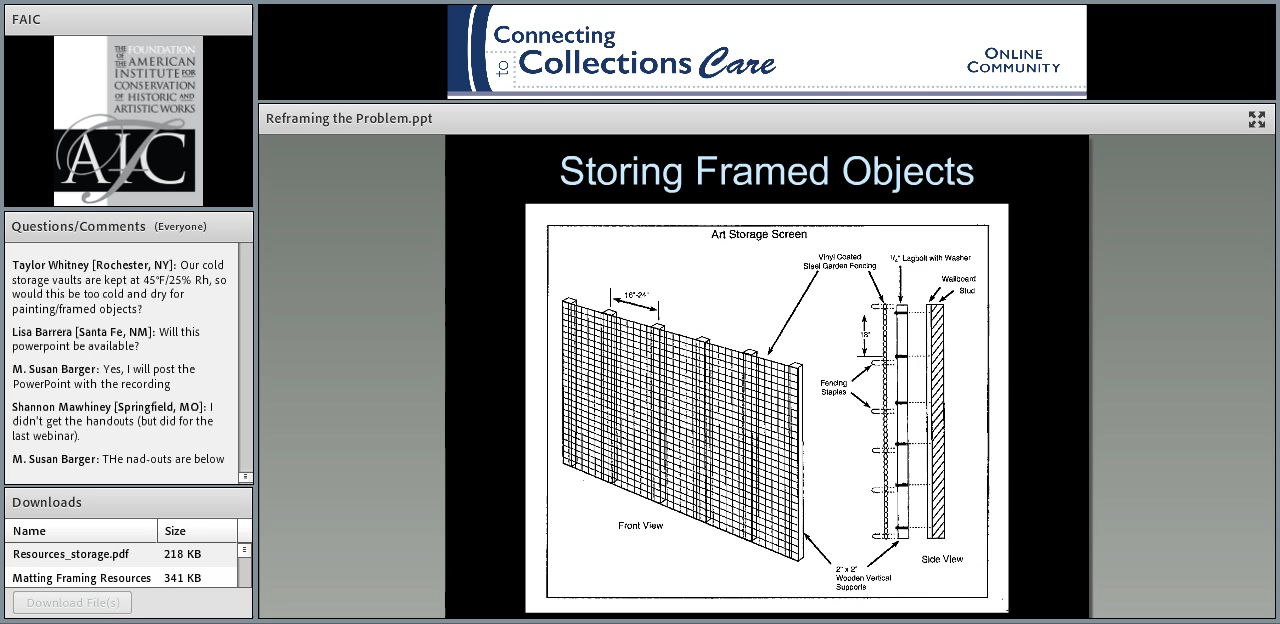 FAIC
THE FOUNDATION
OF THE AMERICAN
INSTITUTE FOR
CONSERVATION
OF HISTORIC AND
ARTISTIC WORKS
AIC
Questions/Comments (Everyone)
Taylor Whitney [Rochester, NY]: Our cold
storage vaults are kept at 45°F/25% Rh, so
would this be too cold and dry for
painting/framed objects?
Lisa Barrera [Santa Fe, NM]: Will this
powerpoint be available?
M. Susan Barger: Yes, I will post the
PowerPoint with the recording
Shannon Mawhiney [Springfield, MO]: I
didn't get the handouts (but did for the
last webinar).
M. Susan Barger: THe nad-outs are below
Downloads
Name Size
Resources_storage.pdf 218 KB
Matting Framing Resources 341 KB
Download File(s)
Connecting
to Collections Care
ONLINE
COMMUNITY
Reframing the Problem.ppt
Storing Framed Objects
Art Storage Screen
Vinyl Coated
Steel Garden Fencing
1/4" Lagbolt with Washer
Wallboard
Stud
16"-24"
18"
Fencing
Staples
Front View
Side View
2" x 2"
Wooden Vertical
Supports